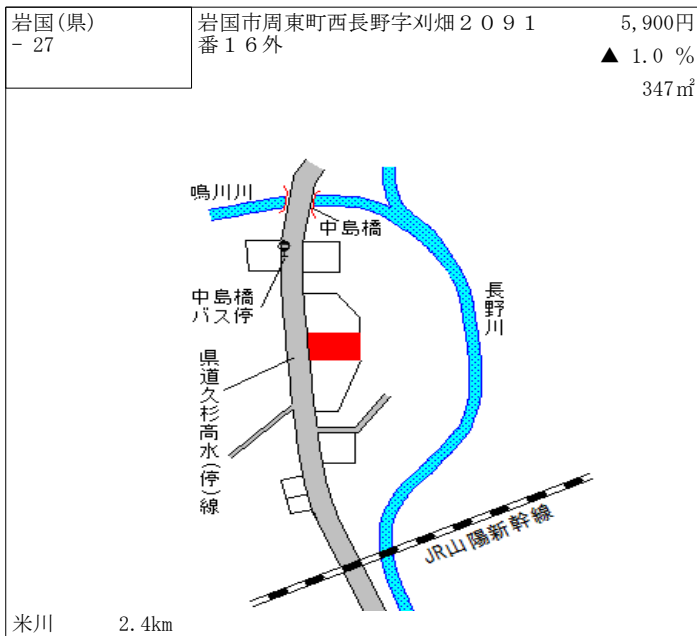 岩国(県)
- 27
岩国市周東町西長野字刈畑２０９１
番１６外
5,900円
▲ 1.0 %
347㎡
鳴川川
中島橋
中島橋
バス停
長野川
県道久杉高水(停)線
JR山陽新幹線
米川 2.4km